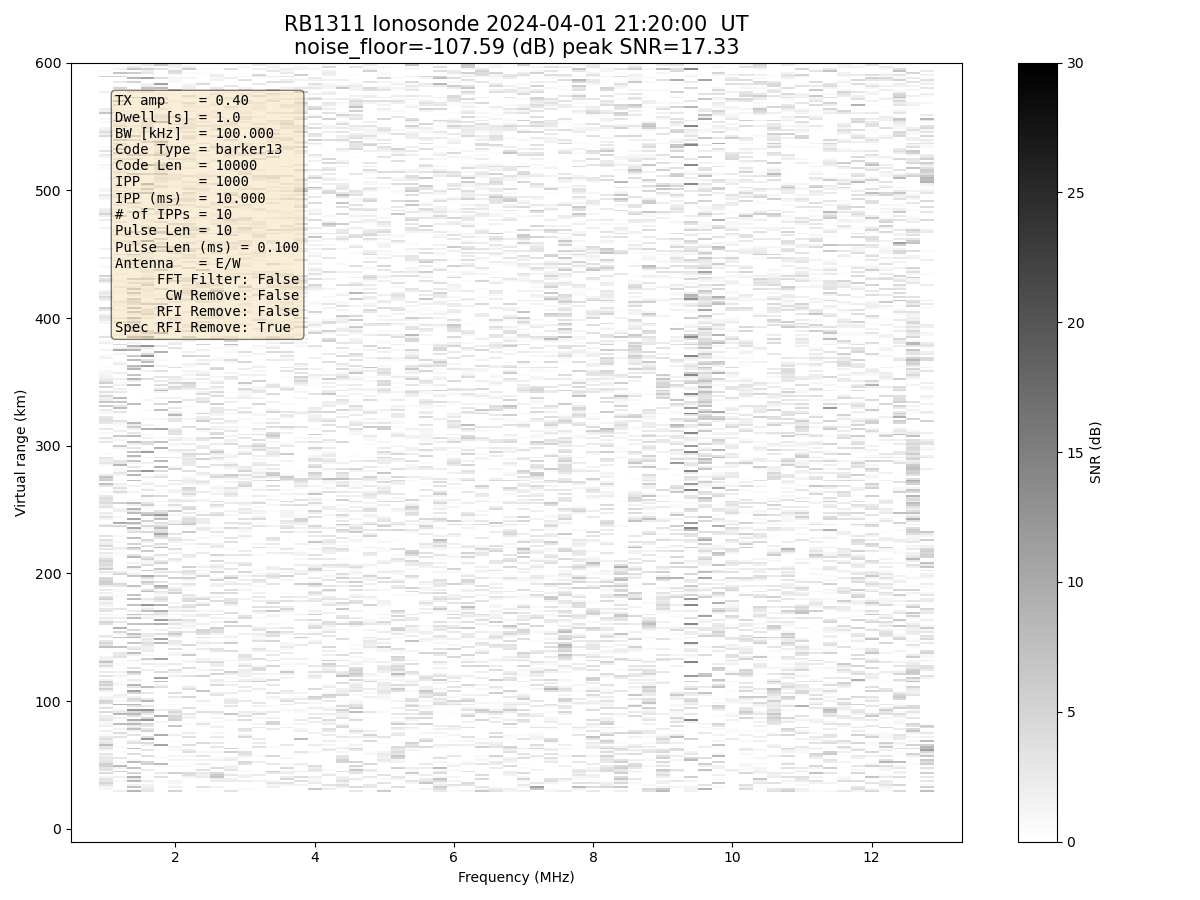 RB1311 Ionosonde 2024-04-01 21:20:00  UT
noise_floor=-107.59 (dB) peak SNR=17.33
TX amp    = 0.40
Dwell [s] = 1.0
BW [kHz]  = 100.000
Code Type = barker13
Code Len  = 10000
IPP       = 1000
IPP (ms)  = 10.000
# of IPPs = 10
Pulse Len = 10
Pulse Len (ms) = 0.100
Antenna   = E/W
FFT Filter: False
CW Remove: False
RFI Remove: False
Spec RFI Remove: True
600
500
400
300
200
100
0
Virtual range (km)
2
4
6
8
10
12
Frequency (MHz)
30
25
20
15
10
5
0
SNR (dB)